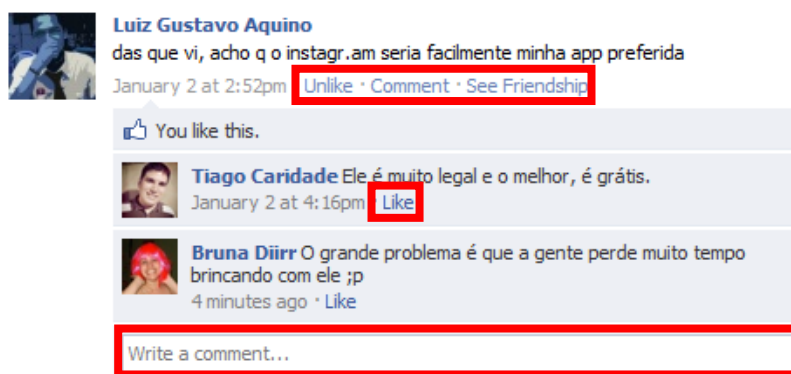 Luiz Gustavo Aquino
das que vi, acho q o instagr.am seria facilmente minha app preferida
January 2 at 2:52pm · Unlike · Comment · See Friendship
You like this.
Tiago Caridade Ele é muito legal e o melhor, é grátis.
January 2 at 4:16pm · Like
Bruna Diirr O grande problema é que a gente perde muito tempo
brincando com ele ;p
4 minutes ago · Like
Write a comment...